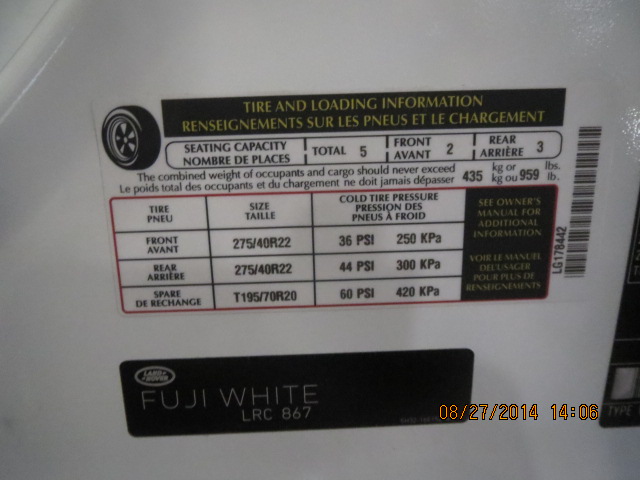 TIRE AND LOADING INFORMATION
RENSEIGNEMENTS SUR LES PNEUS ET LE CHARGEMENT
SEATING CAPACITY
NOMBRE DE PLACES
TOTAL 5
FRONT
AVANT 2
REAR
ARRIÈRE 3
The combined weight of occupants and cargo should never exceed
Le poids total des occupants et du chargement ne doit jamais dépasser
435 kg or
kg ou 959 lbs.
lb.
TIRE
PNEU
SIZE
TAILLE
COLD TIRE PRESSURE
PRESSION DES
PNEUS À FROID
FRONT
AVANT
275/40R22
36 PSI 250 KPa
REAR
ARRIÈRE
275/40R22
44 PSI 300 KPa
SPARE
DE RECHANGE
T195/70R20
60 PSI 420 KPa
SEE OWNER'S
MANUAL FOR
ADDITIONAL
INFORMATION
VOIR LE MANUEL
DE L'USAGER
POUR PLUS DE
RENSEIGNEMENTS
LG178442
LAND
ROVER
FUJI WHITE
LRC 867
TYPE
08/27/2014 14:06